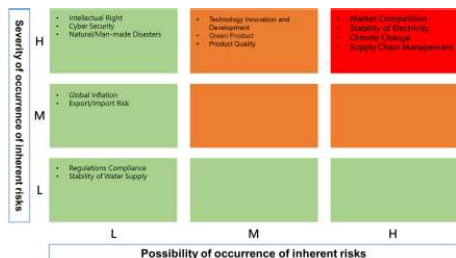 Severity of occurrence of inherent risks
H
• Intellectual Right
• Cyber Security
• Natural/Man-made Disasters
• Technology Innovation and
Development
• Green Product
• Product Quality
• Market Competition
• Stability of Electricity
• Climate Change
• Supply Chain Management
M
• Global Inflation
• Export/Import Risk
L
• Regulations Compliance
• Stability of Water Supply
L
M
H
Possibility of occurrence of inherent risks